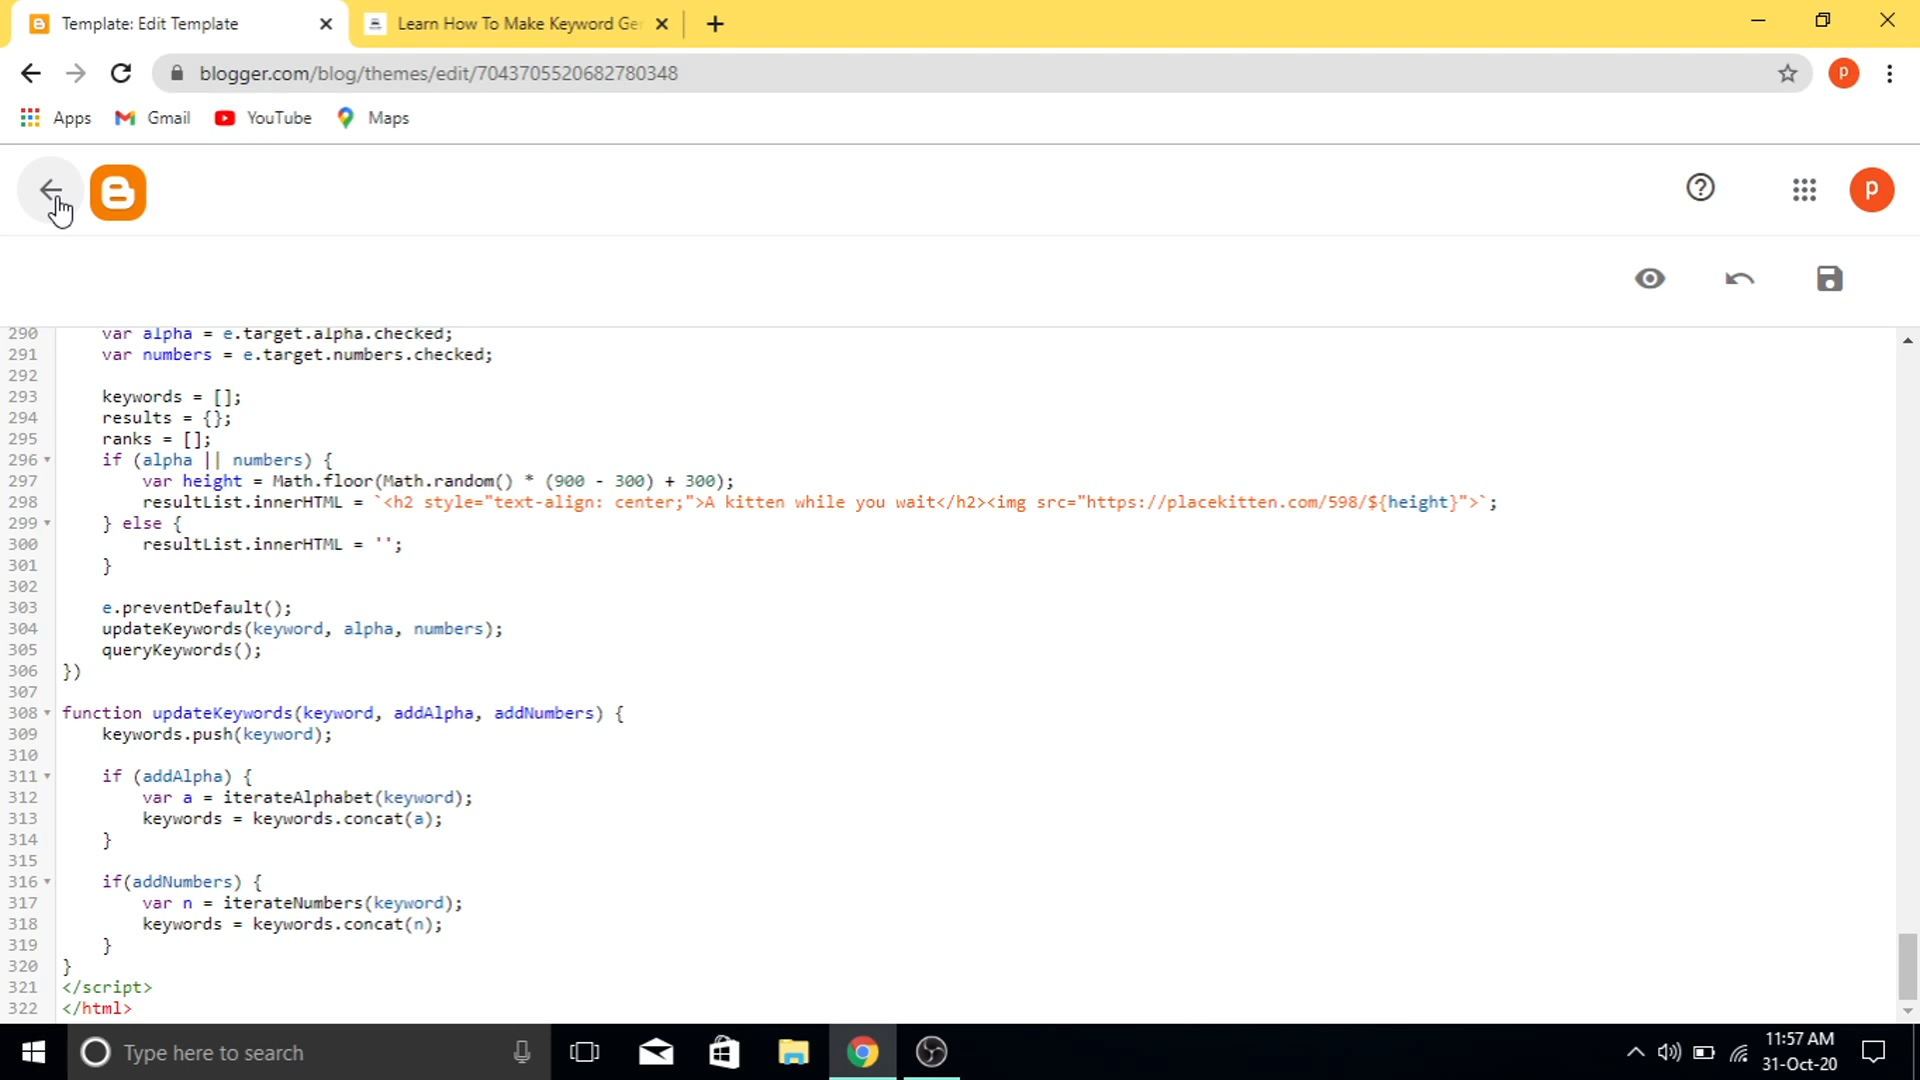 Template: Edit Template
Learn How To Make Keyword Ge
blogger.com/blog/themes/edit/7043705520682780348
p
Apps
Gmail
YouTube
Maps
p
290 var alpha = e.target.alpha.checked;
291 var numbers = e.target.numbers.checked;
292
293 keywords = [];
294 results = {};
295 ranks = [];
296 if (alpha || numbers) {
297 var height = Math.floor(Math.random() * (900 - 300) + 300);
298 resultList.innerHTML = `<h2 style="text-align: center;">A kitten while you wait</h2><img src="https://placekitten.com/598/${height}">`;
299 } else {
300 resultList.innerHTML = '';
301 }
302
303 e.preventDefault();
304 updateKeywords(keyword, alpha, numbers);
305 queryKeywords();
306 })
307
308 function updateKeywords(keyword, addAlpha, addNumbers) {
309 keywords.push(keyword);
310
311 if (addAlpha) {
312 var a = iterateAlphabet(keyword);
313 keywords = keywords.concat(a);
314 }
315
316 if(addNumbers) {
317 var n = iterateNumbers(keyword);
318 keywords = keywords.concat(n);
319 }
320 }
321 </script>
322 </html>
Type here to search
11:57 AM
31-Oct-20